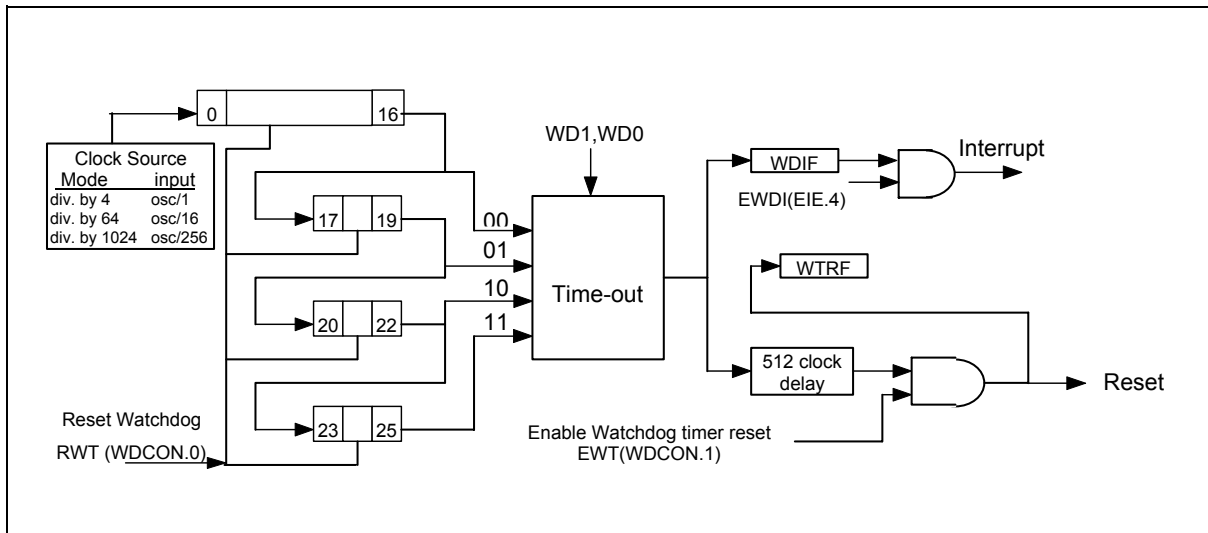 0 16
Clock Source
Mode input
div. by 4 osc/1
div. by 64 osc/16
div. by 1024 osc/256
17 19
20 22
23 25
Reset Watchdog
RWT (WDCON.0)
WD1,WD0
00
01
10
11
Time-out
WDIF
EWDI(EIE.4)
Interrupt
WTRF
512 clock
delay
Reset
Enable Watchdog timer reset
EWT(WDCON.1)